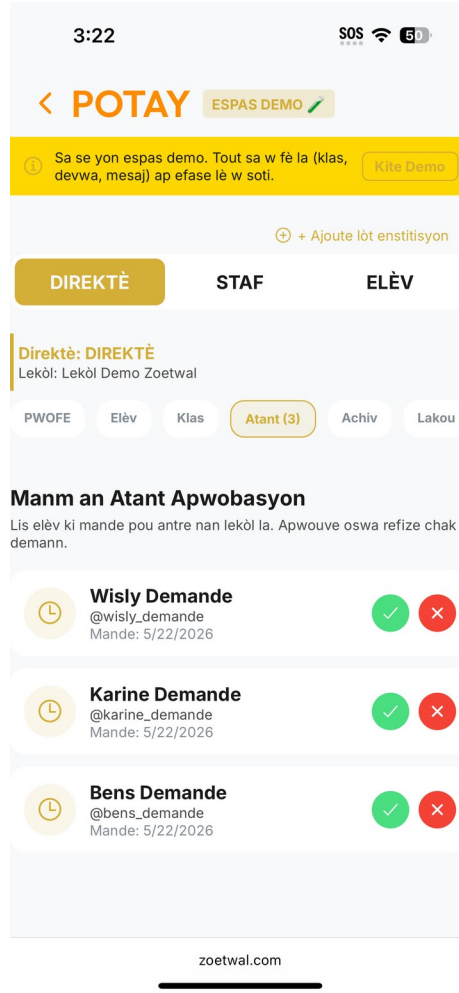 3:22
SOS
50
POTAY
ESPAS DEMO
Sa se yon espas demo. Tout sa w fè la (klas,
devwa, mesaj) ap efase lè w soti.
Kite Demo
+ Ajoute lòt enstitisyon
DIREKTÈ
STAF
ELÈV
Direktè: DIREKTÈ
Lekòl: Lekòl Demo Zoetwal
PWOFE
Elèv
Klas
Atant (3)
Achiv
Lakou
Manm an Atant Apwobasyon
Lis elèv ki mande pou antre nan lekòl la. Apwouve oswa refize chak
demann.
Wisly Demande
@wisly_demande
Mande: 5/22/2026
Karine Demande
@karine_demande
Mande: 5/22/2026
Bens Demande
@bens_demande
Mande: 5/22/2026
zoetwal.com